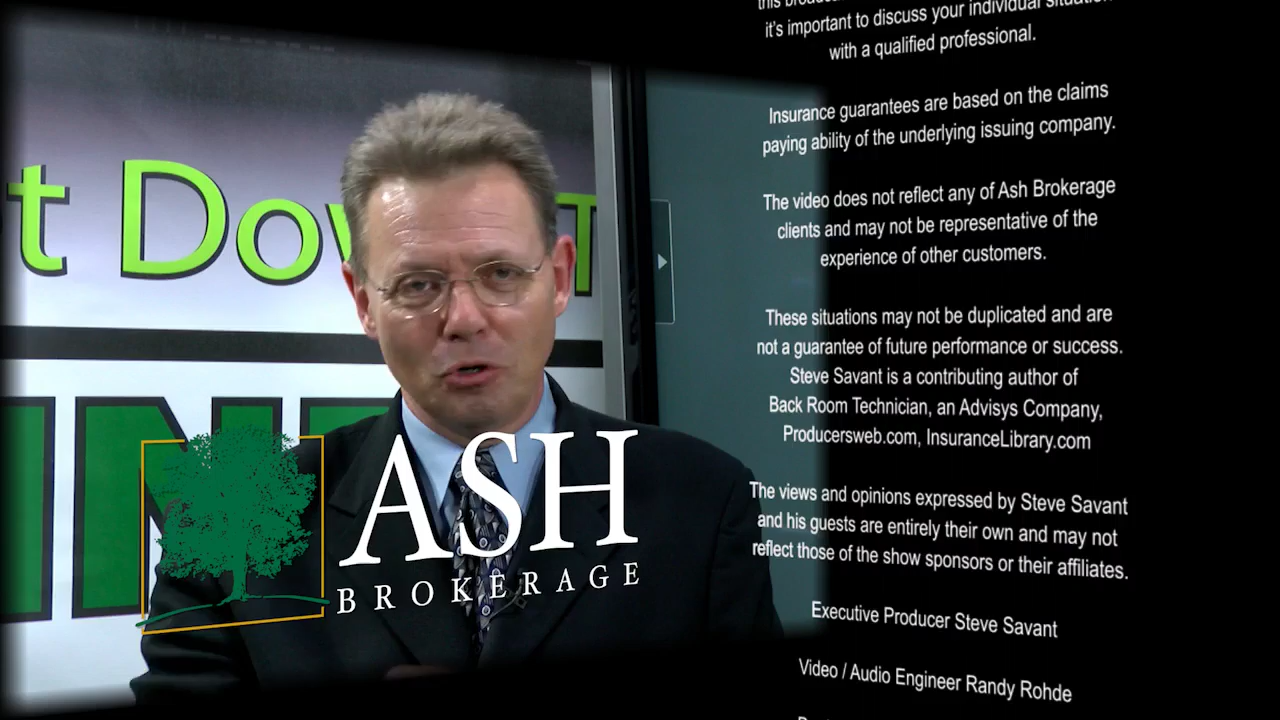 t Do
ASH
BROKERAGE
it's important to discuss your individual situation
with a qualified professional.
Insurance guarantees are based on the claims
paying ability of the underlying issuing company.
The video does not reflect any of Ash Brokerage
clients and may not be representative of the
experience of other customers.
These situations may not be duplicated and are
not a guarantee of future performance or success.
Steve Savant is a contributing author of
Back Room Technician, an Advisys Company,
Producersweb.com, InsuranceLibrary.com
The views and opinions expressed by Steve Savant
and his guests are entirely their own and may not
reflect those of the show sponsors or their affiliates.
Executive Producer Steve Savant
Video / Audio Engineer Randy Rohde